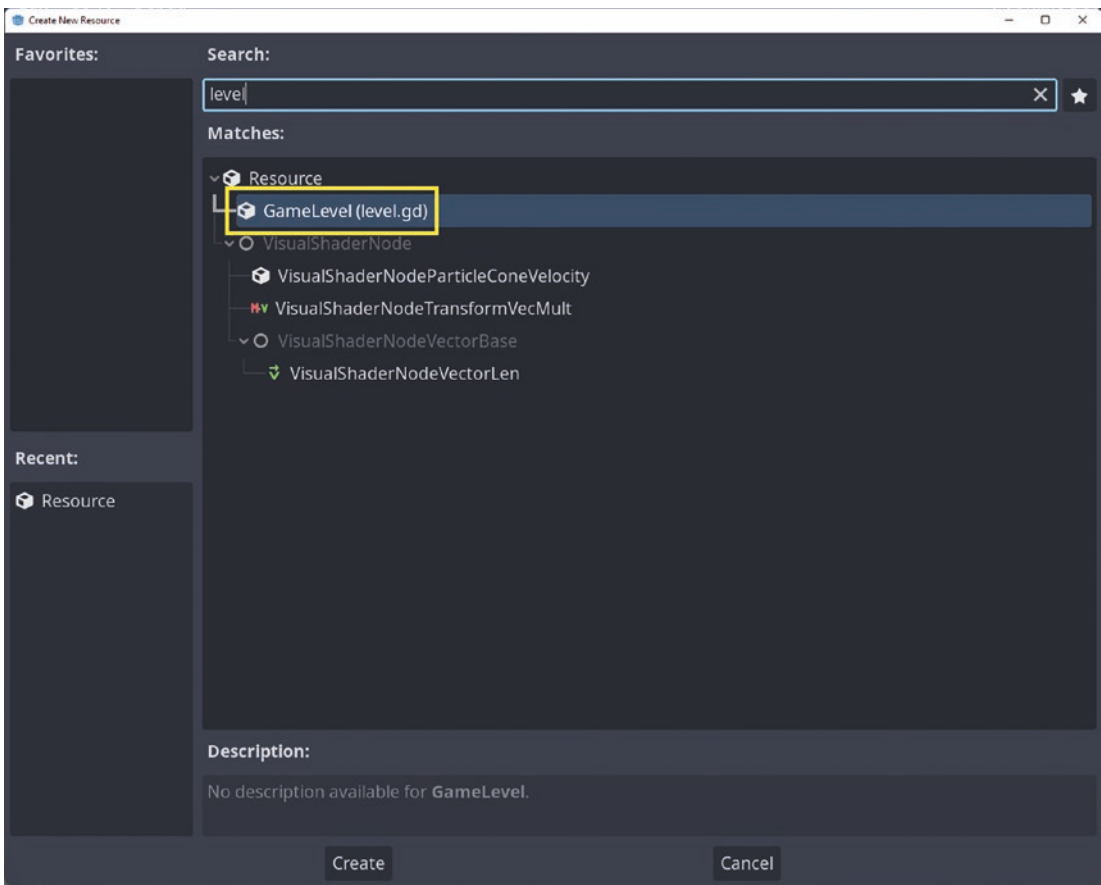 Create New Resource
Favorites:
Search:
level
Matches:
Resource
GameLevel (level.gd)
VisualShaderNode
VisualShaderNodeParticleConeVelocity
VisualShaderNodeTransformVecMult
VisualShaderNodeVectorBase
VisualShaderNodeVectorLen
Recent:
Resource
Description:
No description available for GameLevel.
Create
Cancel